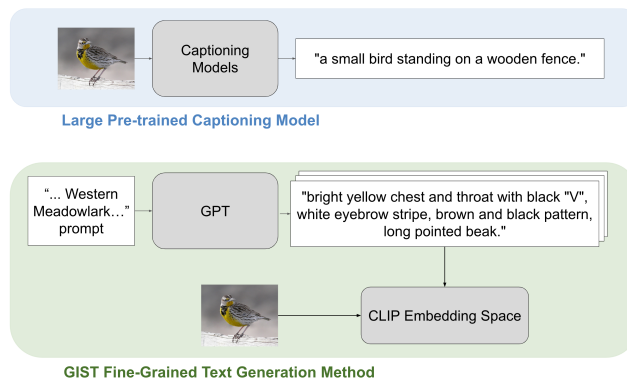 Captioning
Models
"a small bird standing on a wooden fence."
Large Pre-trained Captioning Model
“... Western
Meadowlark…”
prompt
GPT
"bright yellow chest and throat with black "V",
white eyebrow stripe, brown and black pattern,
long pointed beak."
CLIP Embedding Space
GIST Fine-Grained Text Generation Method